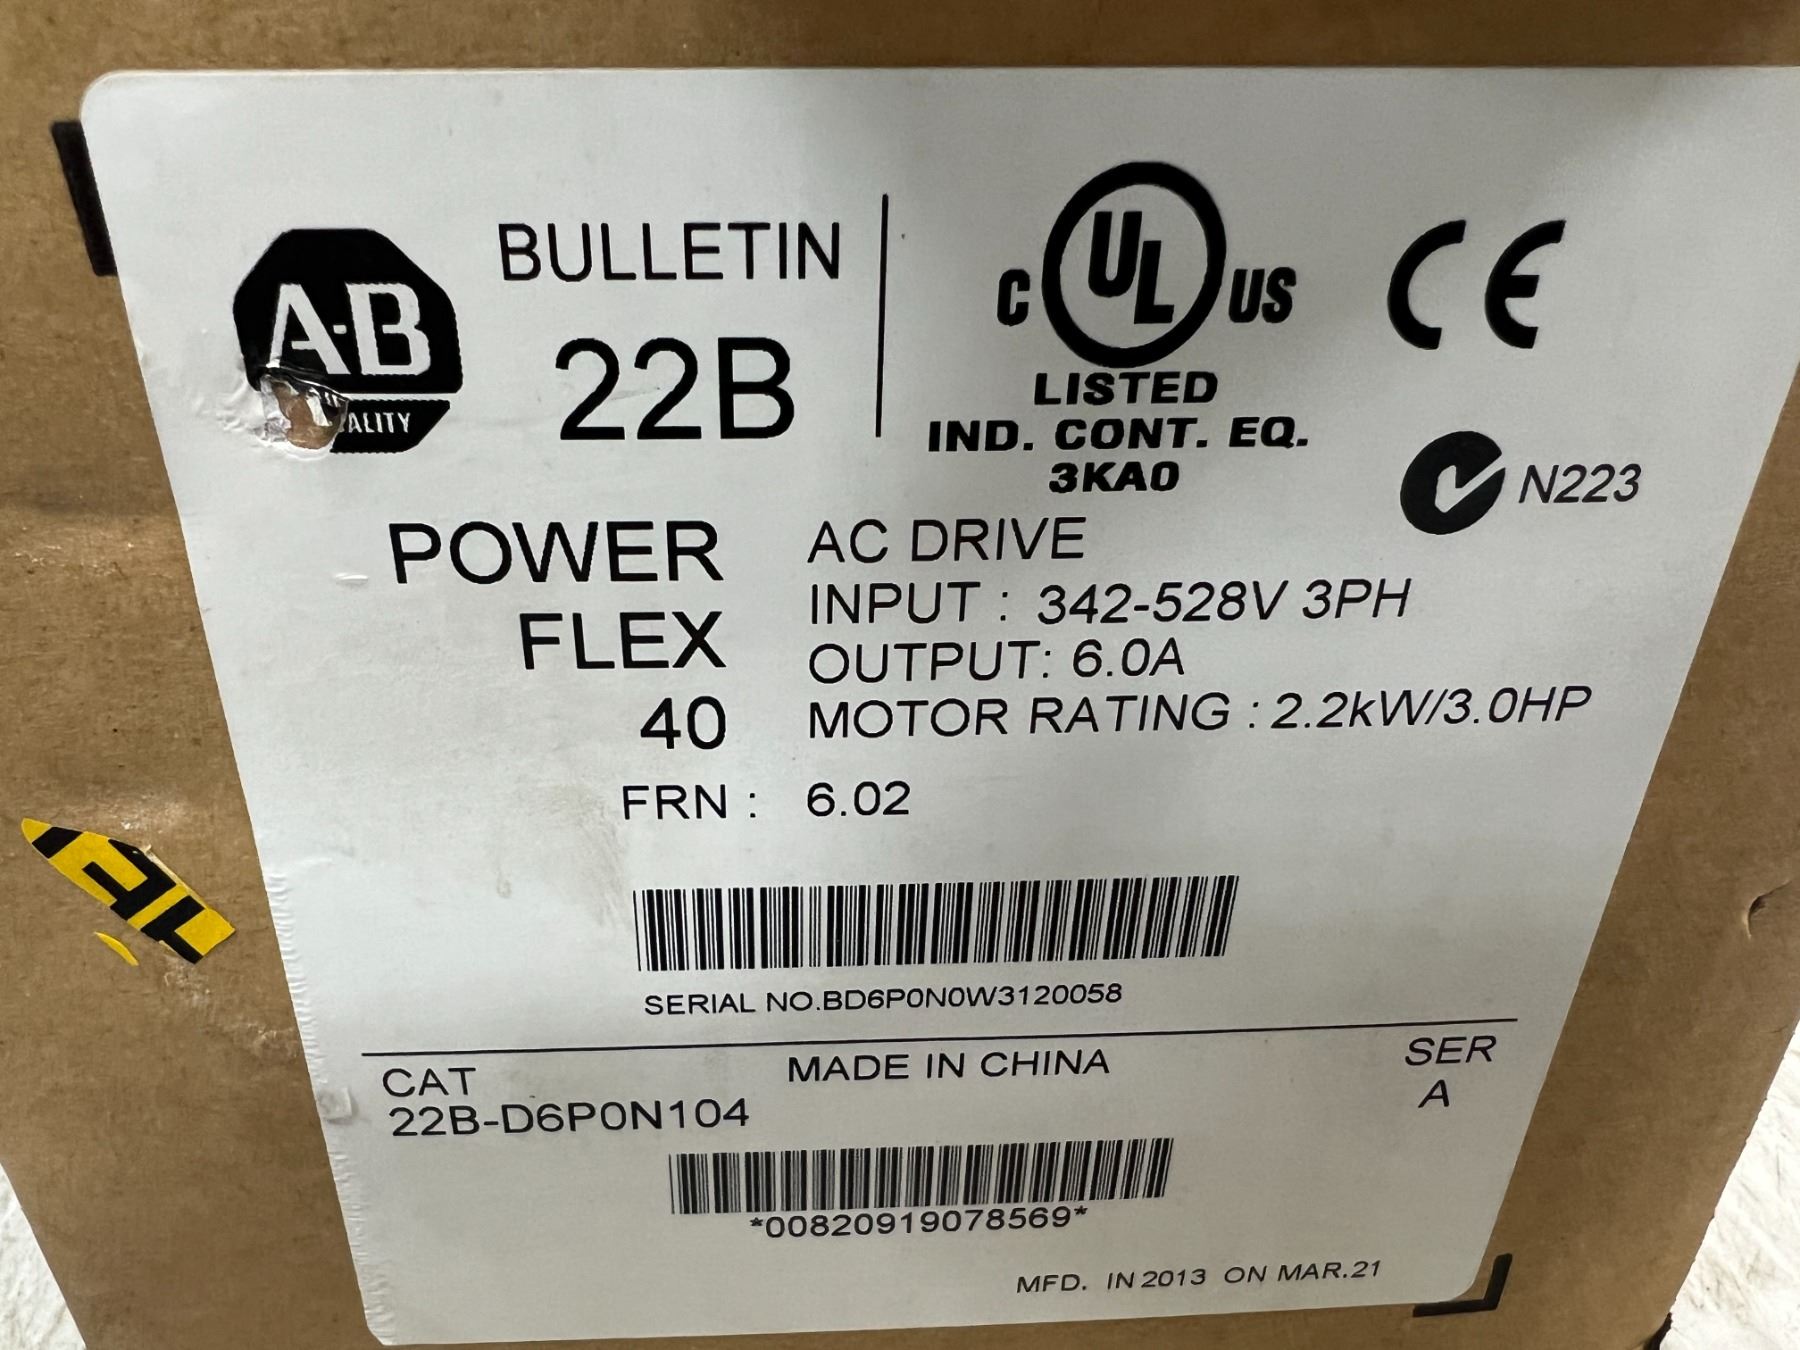 A-B
BULLETIN
22B
C UL US
LISTED
IND. CONT. EQ.
3KA0
CE
N223
POWER
FLEX
40
AC DRIVE
INPUT : 342-528V 3PH
OUTPUT: 6.0A
MOTOR RATING : 2.2kW/3.0HP
FRN : 6.02
SERIAL NO.BD6P0N0W3120058
CAT
22B-D6P0N104
MADE IN CHINA
SER
A
*00820919078569*
MFD. IN 2013 ON MAR.21